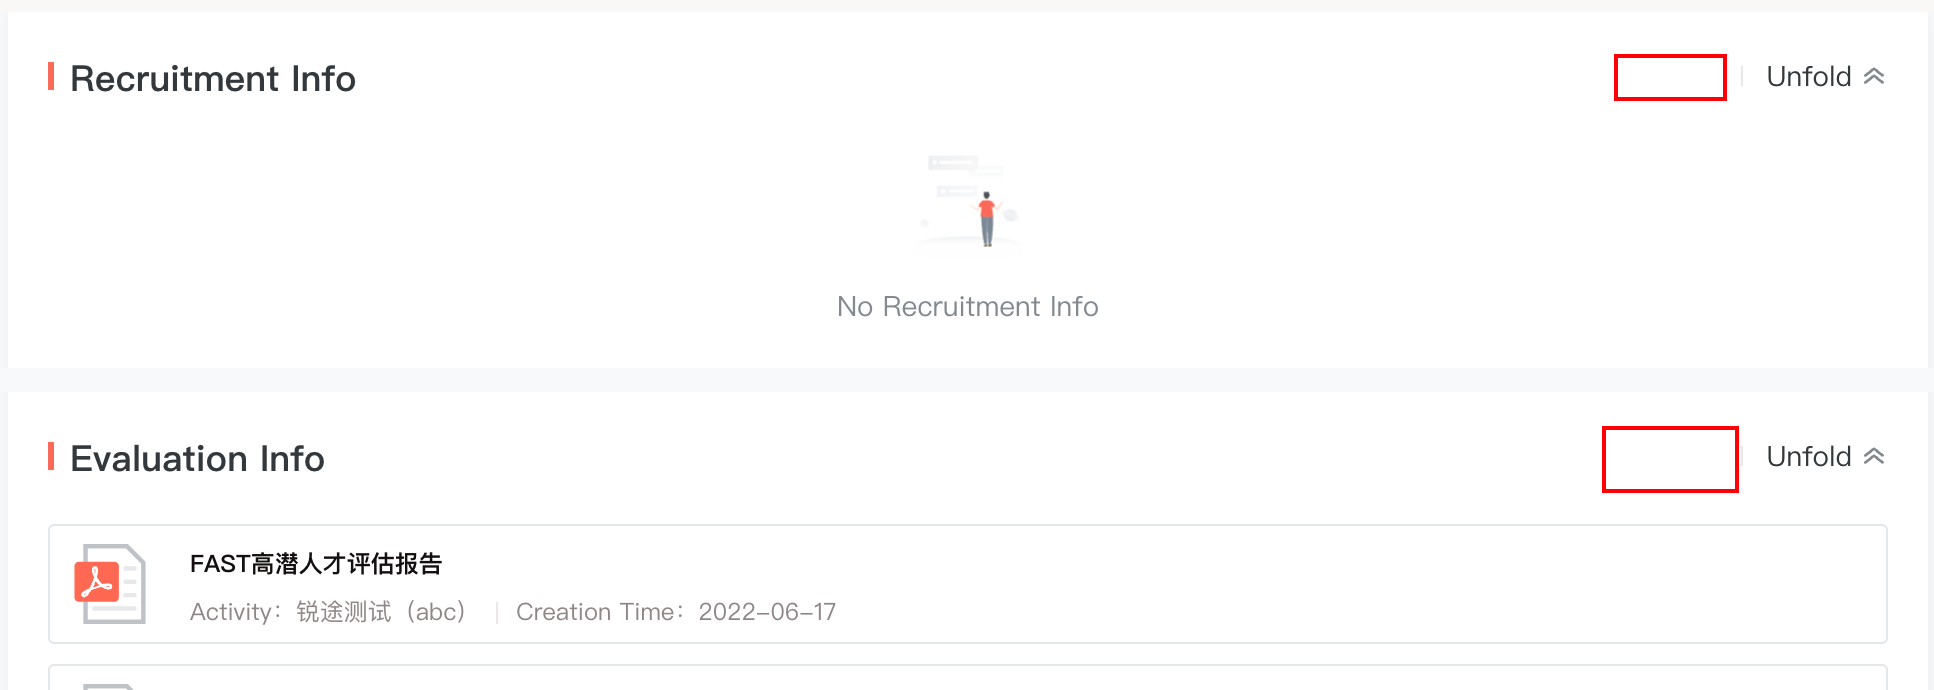 Recruitment Info
Unfold
No Recruitment Info
Evaluation Info
Unfold
FAST高潜人才评估报告
Activity：锐途测试（abc） Creation Time：2022-06-17